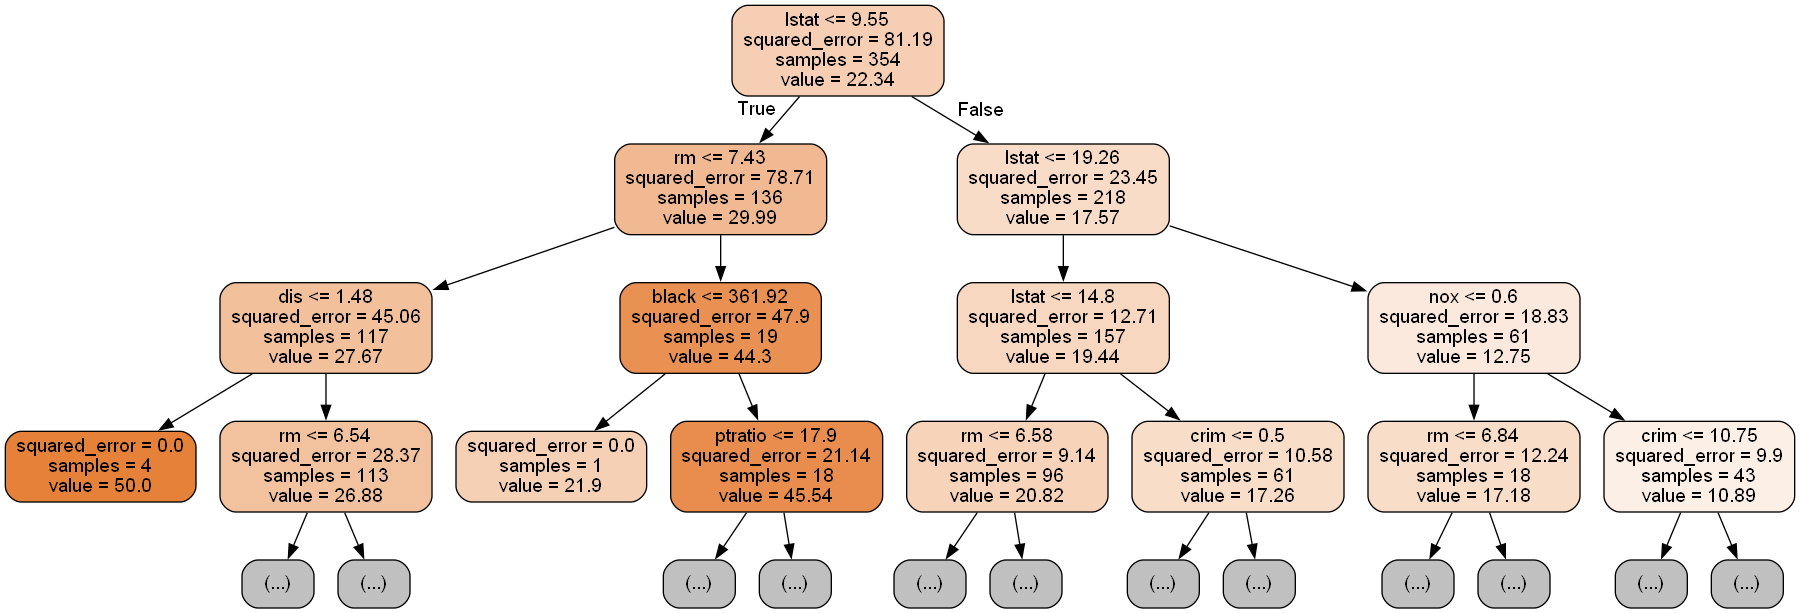 lstat <= 9.55
squared_error = 81.19
samples = 354
value = 22.34
True
False
rm <= 7.43
squared_error = 78.71
samples = 136
value = 29.99
lstat <= 19.26
squared_error = 23.45
samples = 218
value = 17.57
dis <= 1.48
squared_error = 45.06
samples = 117
value = 27.67
black <= 361.92
squared_error = 47.9
samples = 19
value = 44.3
lstat <= 14.8
squared_error = 12.71
samples = 157
value = 19.44
nox <= 0.6
squared_error = 18.83
samples = 61
value = 12.75
squared_error = 0.0
samples = 4
value = 50.0
rm <= 6.54
squared_error = 28.37
samples = 113
value = 26.88
squared_error = 0.0
samples = 1
value = 21.9
ptratio <= 17.9
squared_error = 21.14
samples = 18
value = 45.54
rm <= 6.58
squared_error = 9.14
samples = 96
value = 20.82
crim <= 0.5
squared_error = 10.58
samples = 61
value = 17.26
rm <= 6.84
squared_error = 12.24
samples = 18
value = 17.18
crim <= 10.75
squared_error = 9.9
samples = 43
value = 10.89
(...)
(...)
(...)
(...)
(...)
(...)
(...)
(...)
(...)
(...)
(...)
(...)